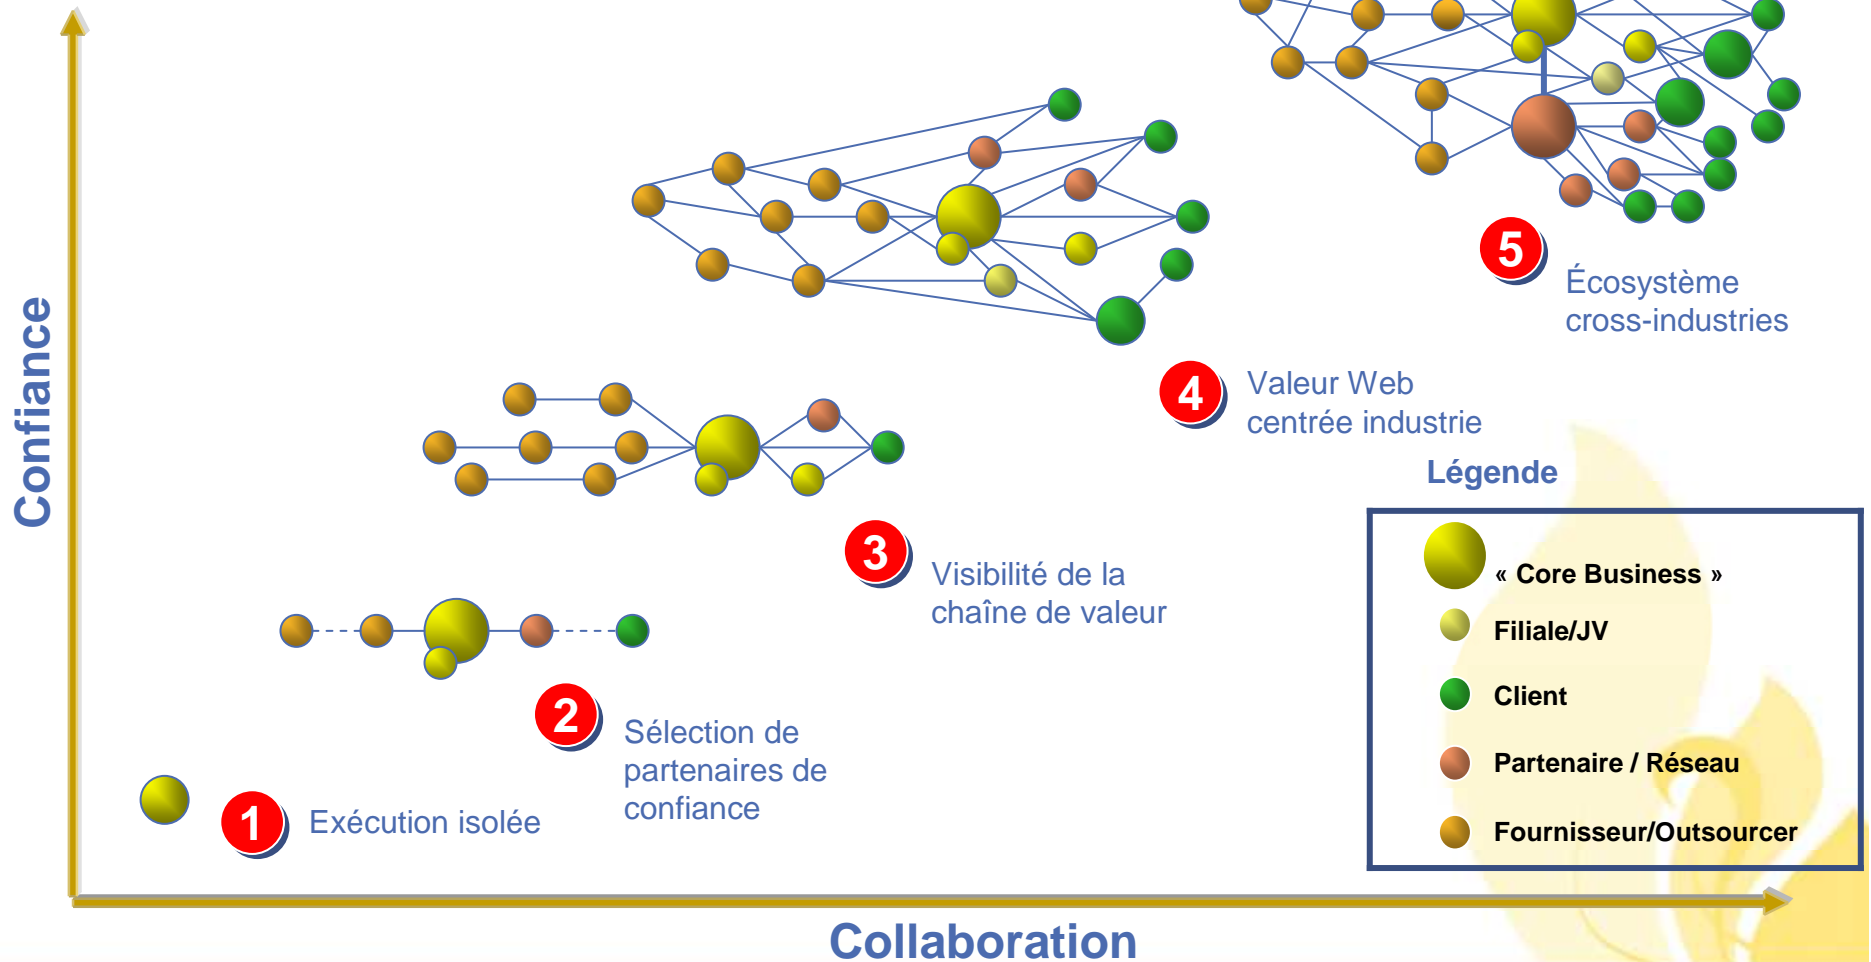 Confiance
5
Écosystème
cross-industries
4
Valeur Web
centrée industrie
3
Visibilité de la
chaîne de valeur
2
Sélection de
partenaires de
confiance
1
Exécution isolée
Légende
« Core Business »
Filiale/JV
Client
Partenaire / Réseau
Fournisseur/Outsourcer
Collaboration